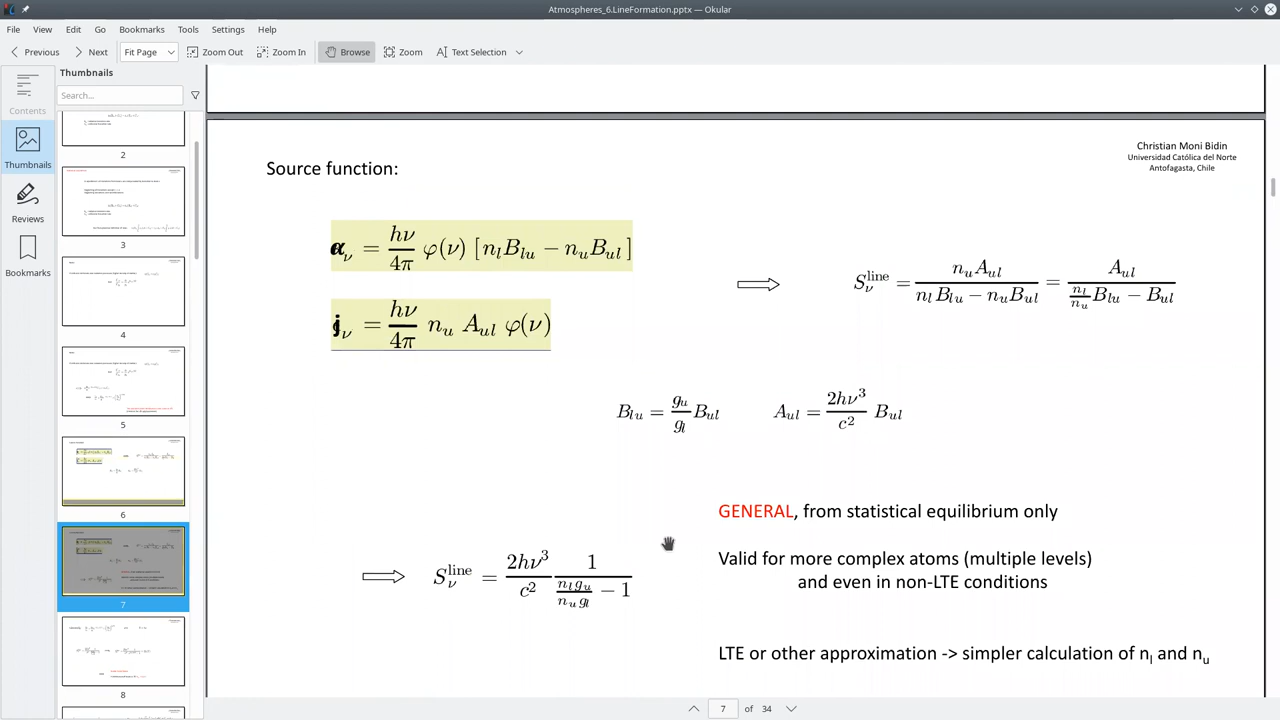 Atmospheres_6.LineFormation.pptx — Okular
File View Edit Go Bookmarks Tools Settings Help
Previous Next Fit Page Zoom Out Zoom In Browse Zoom Text Selection
Thumbnails
Search...
Contents
Thumbnails
Reviews
Bookmarks
2
3
4
5
6
7
8
Christian Moni Bidin
Universidad Católica del Norte
Antofagasta, Chile
Source function:
α_ν = hν/4π φ(ν) [ n_l B_lu − n_u B_ul ]
j_ν = hν/4π n_u A_ul φ(ν)
⇒ S_ν^line = n_u A_ul / (n_l B_lu − n_u B_ul) = A_ul / ((n_l/n_u) B_lu − B_ul)
B_lu = g_u/g_l B_ul A_ul = 2hν³/c² B_ul
GENERAL, from statistical equilibrium only
Valid for more complex atoms (multiple levels)
and even in non-LTE conditions
⇒ S_ν^line = 2hν³/c² 1/((n_l g_u)/(n_u g_l) − 1)
LTE or other approximation -> simpler calculation of n_l and n_u
7 of 34